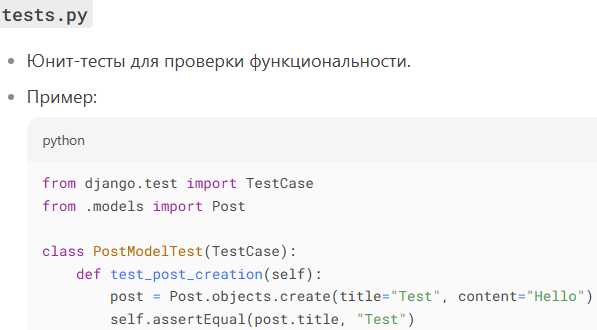 tests.py
Юнит-тесты для проверки функциональности.
Пример:
python
from django.test import TestCase
from .models import Post
class PostModelTest(TestCase):
def test_post_creation(self):
post = Post.objects.create(title="Test", content="Hello")
self.assertEqual(post.title, "Test")